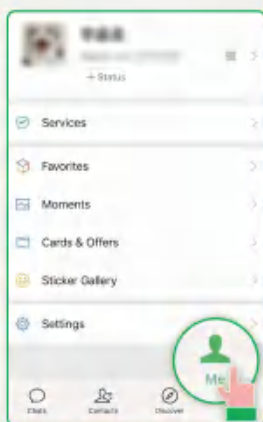 + Status
Services
Favorites
Moments
Cards & Offers
Sticker Gallery
Settings
Chats
Contacts
Discover
Me